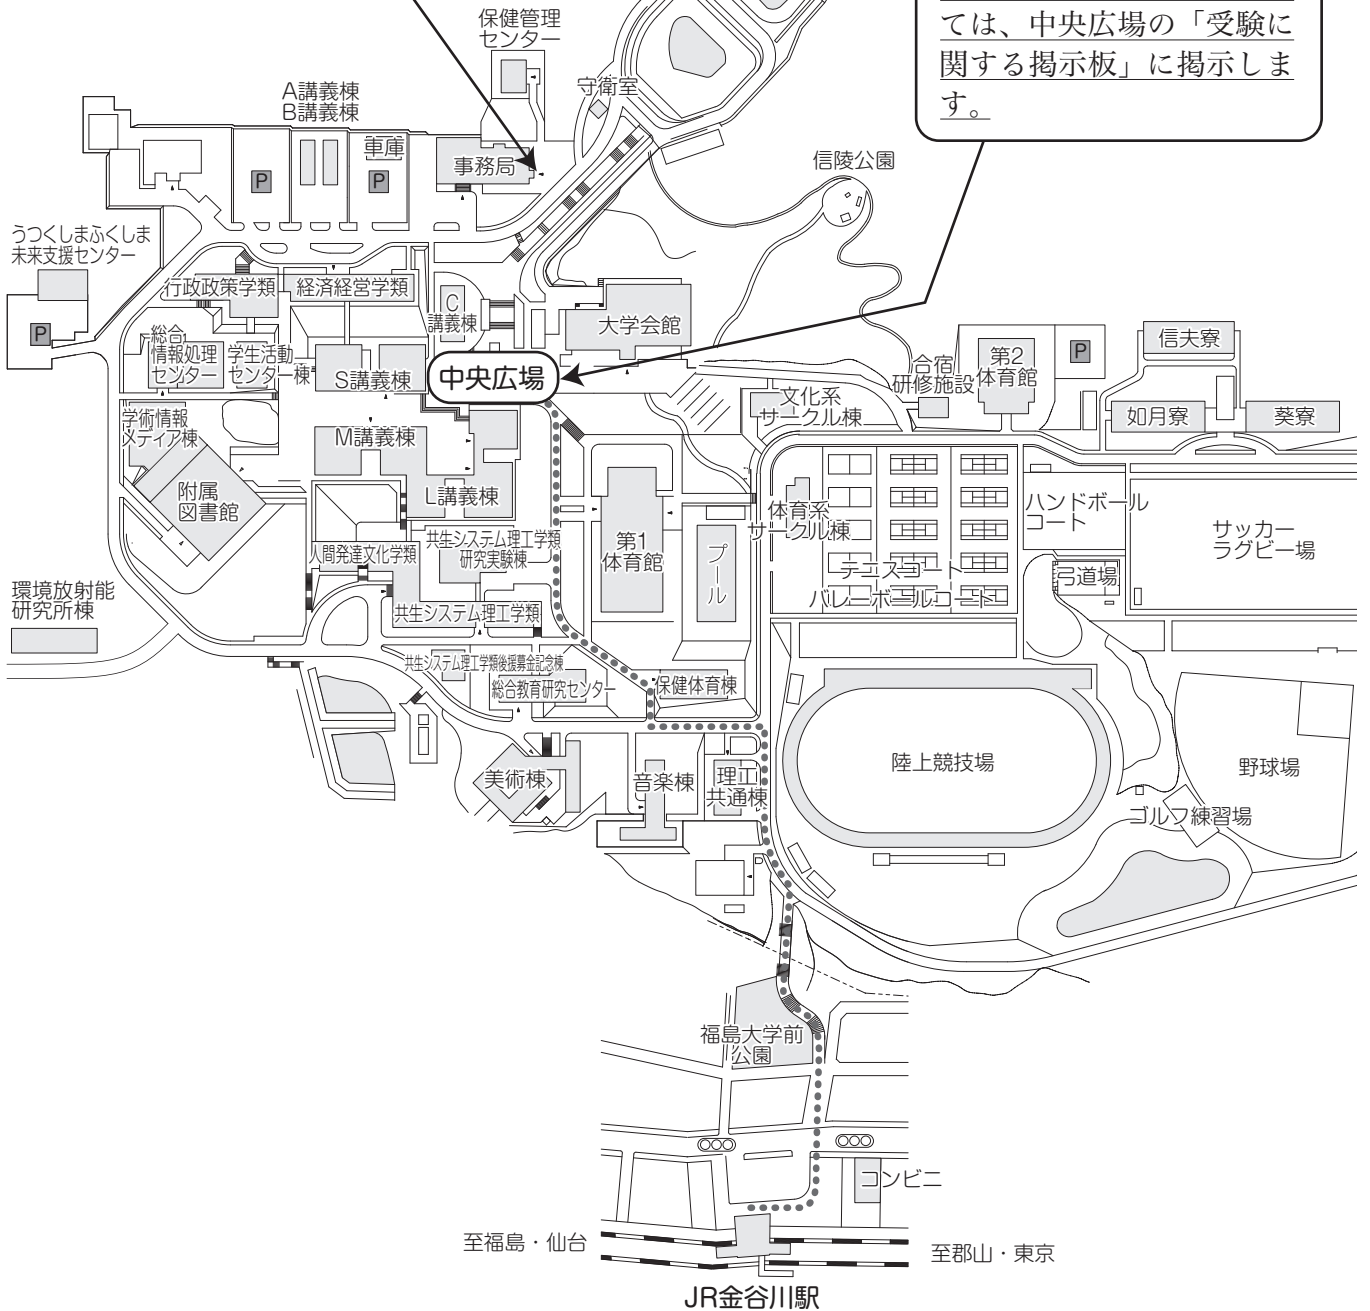 ては、中央広場の「受験に
関する掲示板」に掲示しま
す。
保健管理
センター
守衛室
A講義棟
B講義棟
車庫
事務局
P
P
信陵公園
うつくしまふくしま
未来支援センター
行政政策学類
経済経営学類
C
講義棟
大学会館
P
総合
情報処理
センター
学生活動
センター棟
S講義棟
中央広場
合宿
研修施設
第2
体育館
P
信夫寮
文化系
サークル棟
如月寮
葵寮
学術情報
メディア棟
M講義棟
附属
図書館
L講義棟
体育系
サークル棟
ハンドボール
コート
サッカー
ラグビー場
人間発達文化学類
共生システム理工学類
研究実験棟
第1
体育館
プール
テニスコート
バレーボールコート
弓道場
環境放射能
研究所棟
共生システム理工学類
共生システム理工学類後援募金記念棟
総合教育研究センター
保健体育棟
美術棟
音楽棟
理工
共通棟
陸上競技場
野球場
ゴルフ練習場
福島大学前
公園
コンビニ
至福島・仙台
至郡山・東京
JR金谷川駅